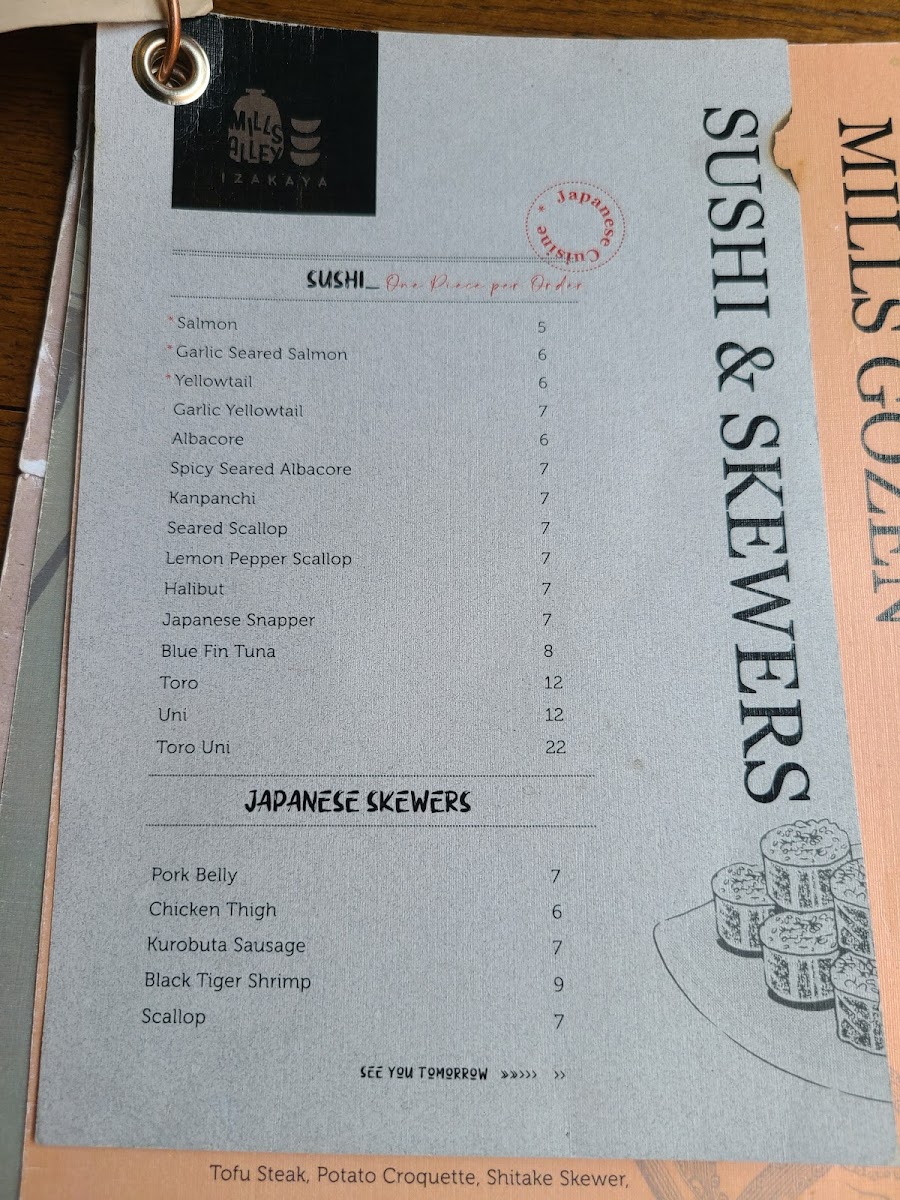 MILLS
ALLEY
IZAKAYA
* Japanese Cuisine
SUSHI_ One Piece per Order
*Salmon 5
*Garlic Seared Salmon 6
*Yellowtail 6
Garlic Yellowtail 7
Albacore 6
Spicy Seared Albacore 7
Kanpanchi 7
Seared Scallop 7
Lemon Pepper Scallop 7
Halibut 7
Japanese Snapper 7
Blue Fin Tuna 8
Toro 12
Uni 12
Toro Uni 22
JAPANESE SKEWERS
Pork Belly 7
Chicken Thigh 6
Kurobuta Sausage 7
Black Tiger Shrimp 9
Scallop 7
SEE YOU TOMORROW »»»> »
SUSHI & SKEWERS
MILLS GOZEN
Tofu Steak, Potato Croquette, Shitake Skewer,